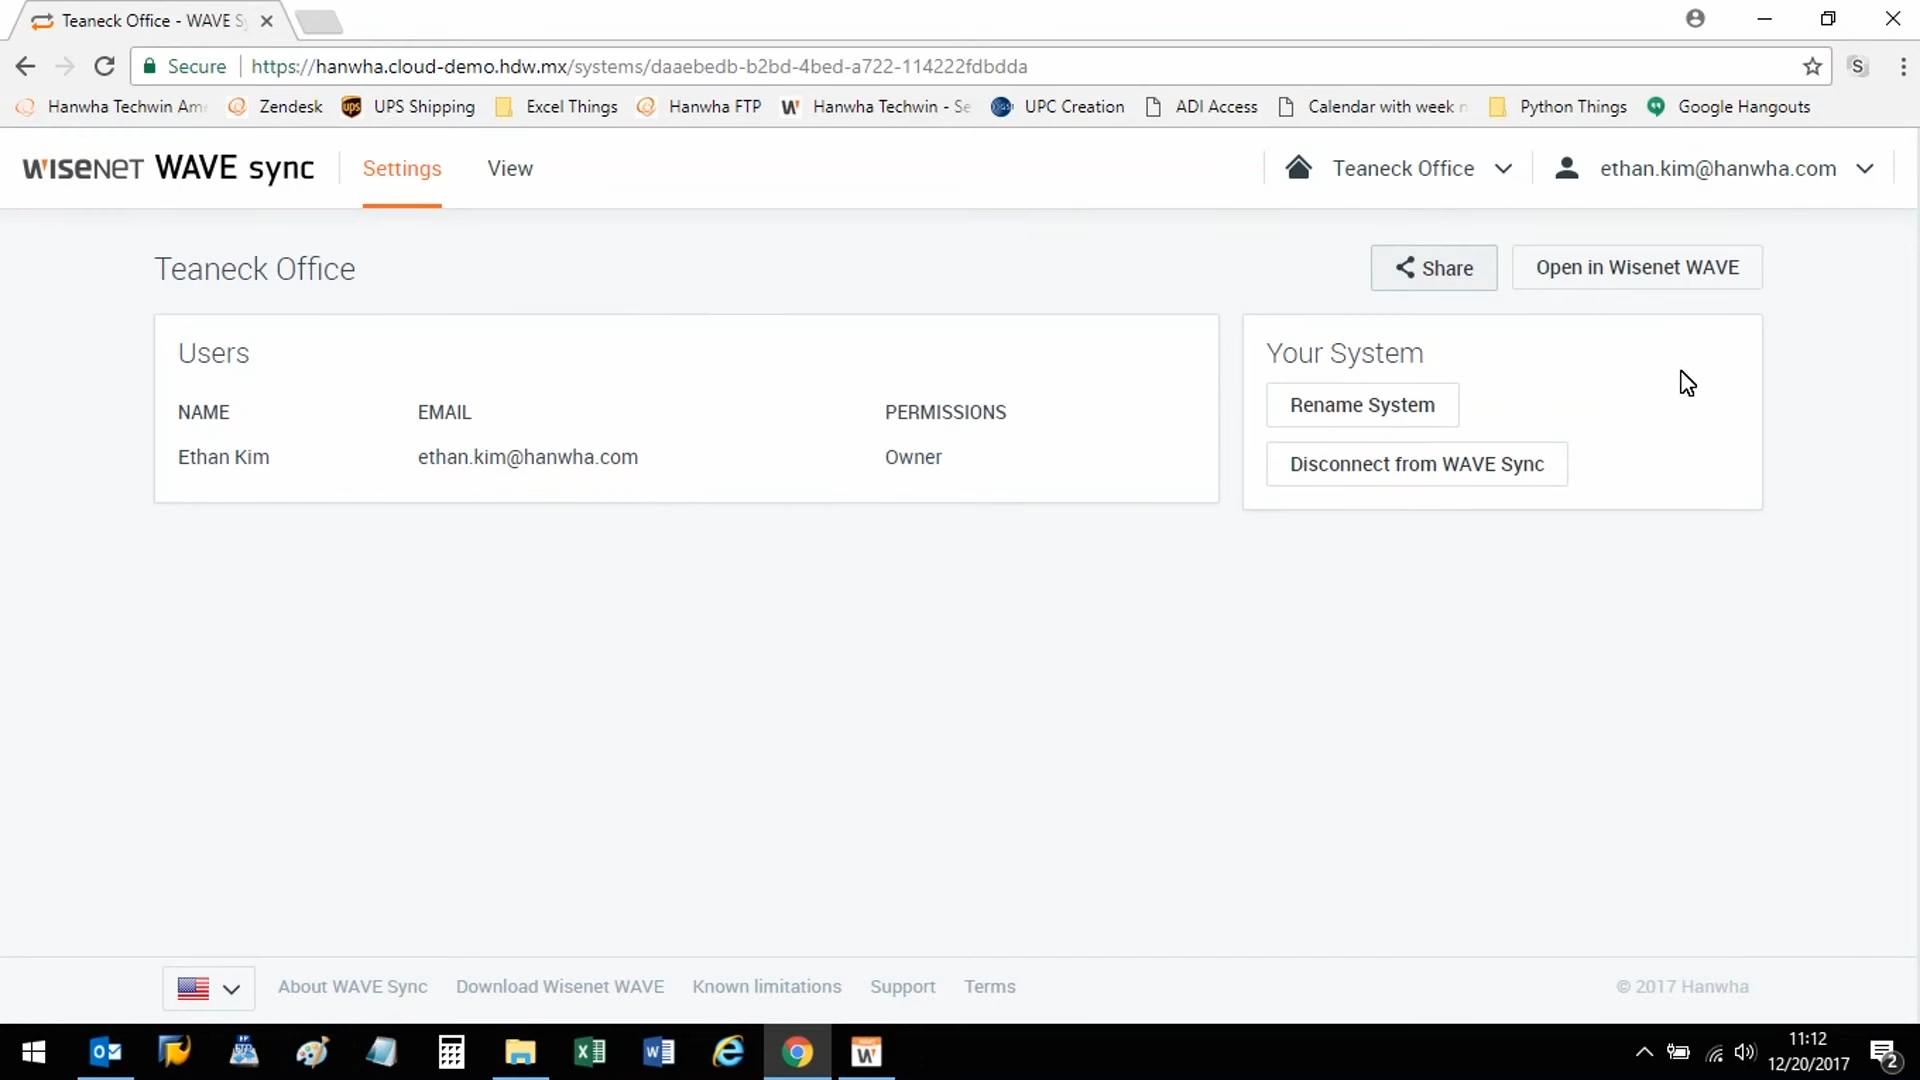 Teaneck Office - WAVE S
Secure
https://hanwha.cloud-demo.hdw.mx/systems/daaebedb-b2bd-4bed-a722-114222fdbdda
S
Hanwha Techwin Am
Zendesk
UPS Shipping
Excel Things
Hanwha FTP
Hanwha Techwin - Se
UPC Creation
ADI Access
Calendar with week n
Python Things
Google Hangouts
WISENET WAVE sync
Settings
View
Teaneck Office
ethan.kim@hanwha.com
Teaneck Office
Share
Open in Wisenet WAVE
Users
NAME EMAIL PERMISSIONS
Ethan Kim ethan.kim@hanwha.com Owner
Your System
Rename System
Disconnect from WAVE Sync
About WAVE Sync
Download Wisenet WAVE
Known limitations
Support
Terms
© 2017 Hanwha
11:12
12/20/2017
2